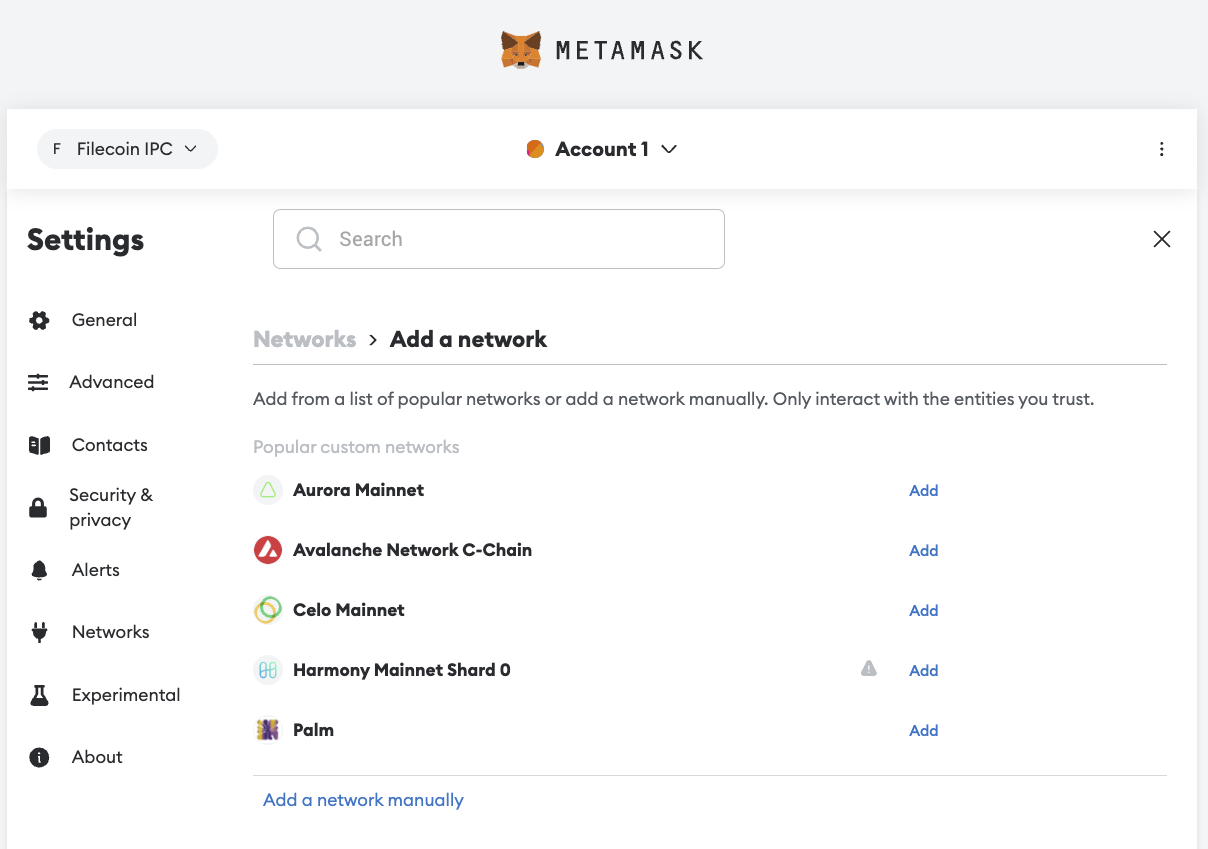 METAMASK
F Filecoin IPC
Account 1
Settings
Search
General
Advanced
Contacts
Security &
privacy
Alerts
Networks
Experimental
About
Networks > Add a network
Add from a list of popular networks or add a network manually. Only interact with the entities you trust.
Popular custom networks
Aurora Mainnet Add
Avalanche Network C-Chain Add
Celo Mainnet Add
Harmony Mainnet Shard 0 Add
Palm Add
Add a network manually